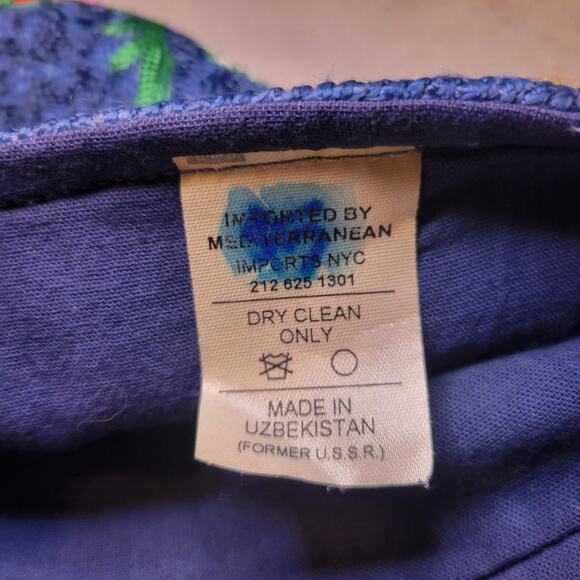 IMPORTED BY
MEDITERRANEAN
IMPORTS NYC
212 625 1301
DRY CLEAN
ONLY
MADE IN
UZBEKISTAN
(FORMER U.S.S.R.)